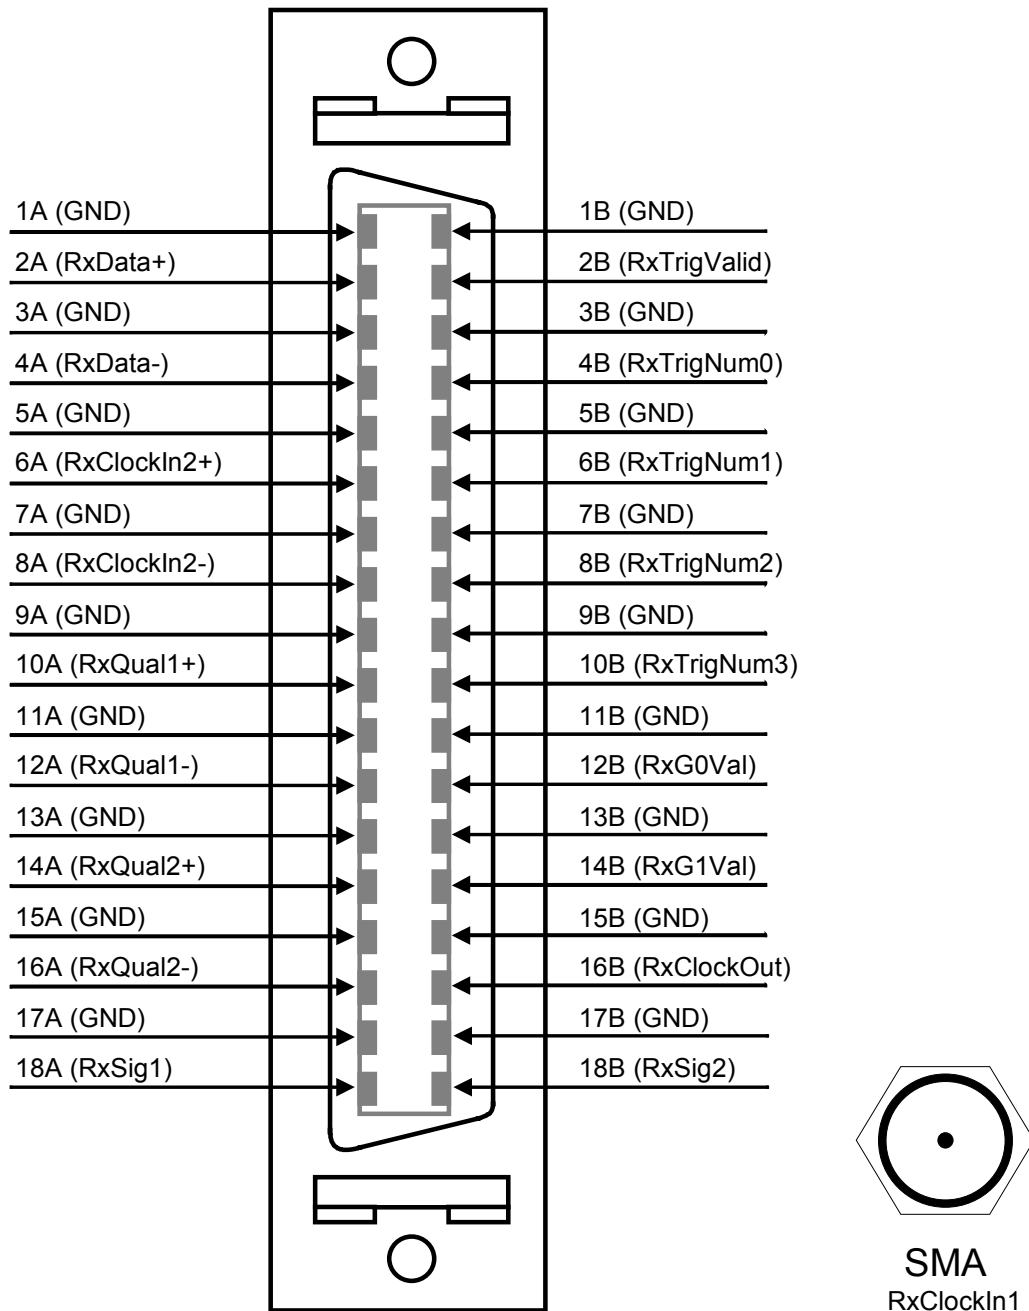 1A (GND)
1B (GND)
2A (RxData+)
2B (RxTrigValid)
3A (GND)
3B (GND)
4A (RxData-)
4B (RxTrigNum0)
5A (GND)
5B (GND)
6A (RxClockIn2+)
6B (RxTrigNum1)
7A (GND)
7B (GND)
8A (RxClockIn2-)
8B (RxTrigNum2)
9A (GND)
9B (GND)
10A (RxQual1+)
10B (RxTrigNum3)
11A (GND)
11B (GND)
12A (RxQual1-)
12B (RxG0Val)
13A (GND)
13B (GND)
14A (RxQual2+)
14B (RxG1Val)
15A (GND)
15B (GND)
16A (RxQual2-)
16B (RxClockOut)
17A (GND)
17B (GND)
18A (RxSig1)
18B (RxSig2)
SMA
RxClockIn1